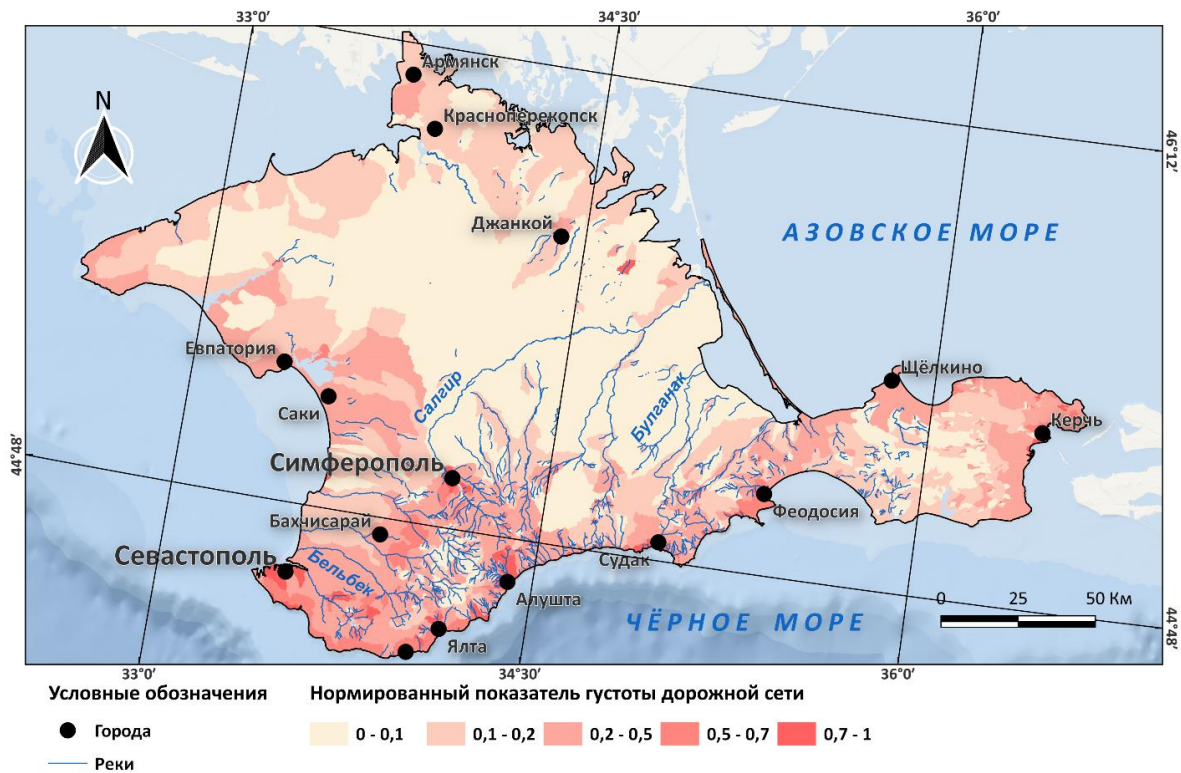 33°0′
34°30′
36°0′
Армянск
N
Красноперекопск
46°12′
Джанкой
АЗОВСКОЕ МОРЕ
Евпатория
Щёлкино
Саки
Салгир
Булганак
Керчь
44°48′
Симферополь
Феодосия
Бахчисарай
Севастополь
Бельбек
Судак
Алушта
0 25 50 Км
ЧЁРНОЕ МОРЕ
Ялта
44°48′
33°0′
34°30′
36°0′
Условные обозначения
Нормированный показатель густоты дорожной сети
Города
0 - 0,1
0,1 - 0,2
0,2 - 0,5
0,5 - 0,7
0,7 - 1
Реки